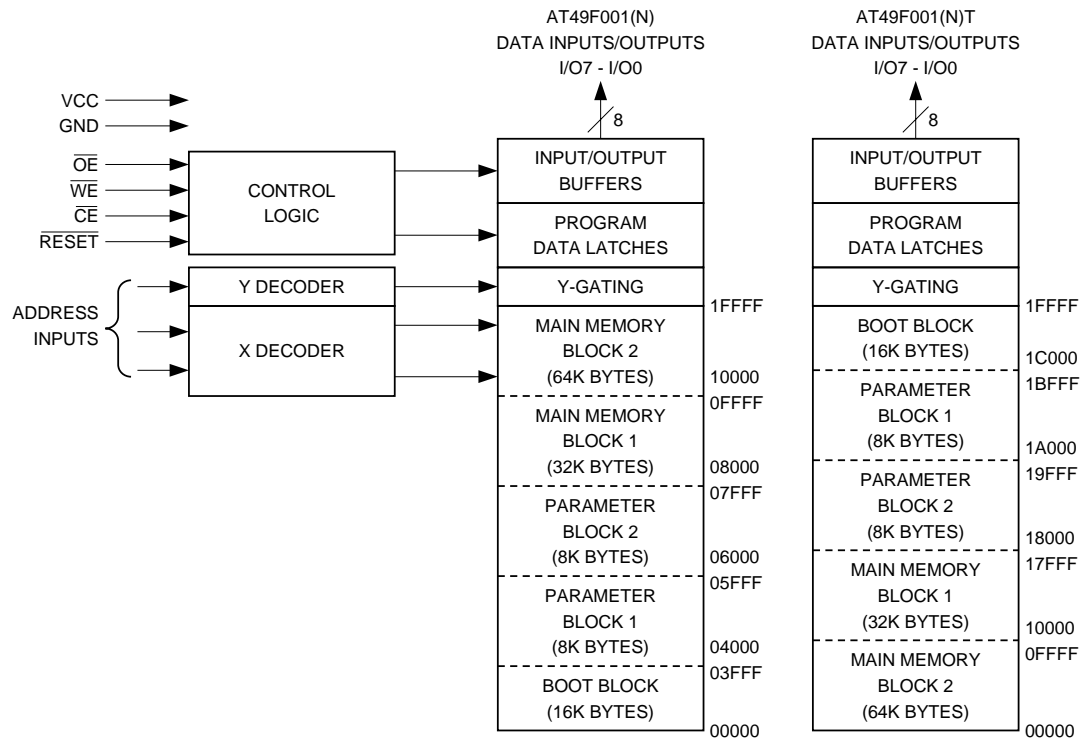 AT49F001(N)
DATA INPUTS/OUTPUTS
I/O7 - I/O0
8
AT49F001(N)T
DATA INPUTS/OUTPUTS
I/O7 - I/O0
8
VCC
GND
OE
WE
CE
RESET
ADDRESS
INPUTS
CONTROL
LOGIC
Y DECODER
X DECODER
INPUT/OUTPUT
BUFFERS
PROGRAM
DATA LATCHES
Y-GATING
1FFFF
MAIN MEMORY
BLOCK 2
(64K BYTES)
10000
0FFFF
MAIN MEMORY
BLOCK 1
(32K BYTES)
08000
07FFF
PARAMETER
BLOCK 2
(8K BYTES)
06000
05FFF
PARAMETER
BLOCK 1
(8K BYTES)
04000
03FFF
BOOT BLOCK
(16K BYTES)
00000
INPUT/OUTPUT
BUFFERS
PROGRAM
DATA LATCHES
Y-GATING
1FFFF
BOOT BLOCK
(16K BYTES)
1C000
1BFFF
PARAMETER
BLOCK 1
(8K BYTES)
1A000
19FFF
PARAMETER
BLOCK 2
(8K BYTES)
18000
17FFF
MAIN MEMORY
BLOCK 1
(32K BYTES)
10000
0FFFF
MAIN MEMORY
BLOCK 2
(64K BYTES)
00000